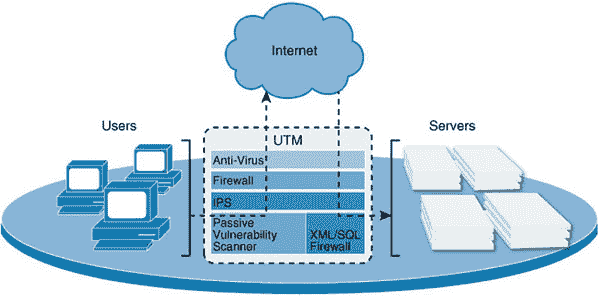 Internet
Users
UTM
Servers
Anti-Virus
Firewall
IPS
Passive
Vulnerability
Scanner
XML/SQL
Firewall